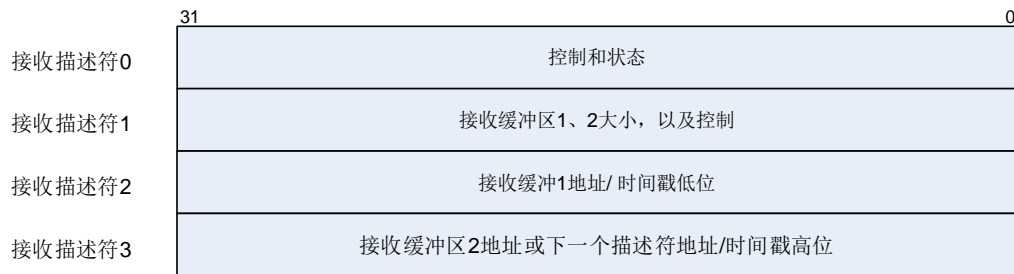 31 0
接收描述符0 控制和状态
接收描述符1 接收缓冲区1、2大小，以及控制
接收描述符2 接收缓冲1地址/ 时间戳低位
接收描述符3 接收缓冲区2地址或下一个描述符地址/时间戳高位